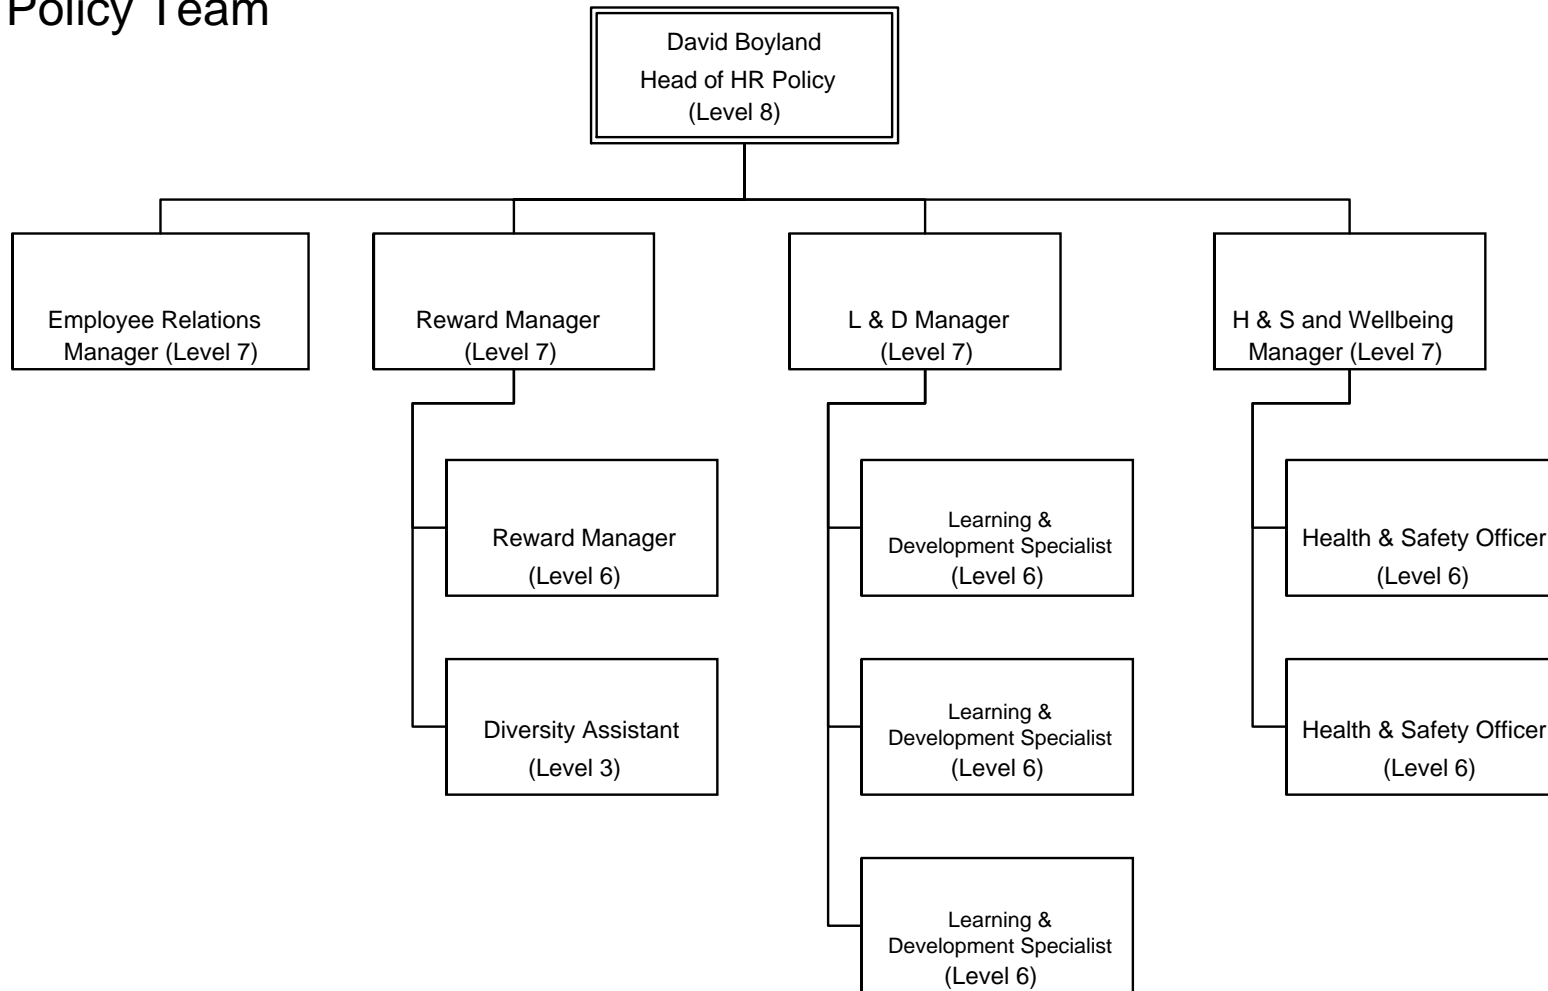 Policy Team
David Boyland
Head of HR Policy
(Level 8)
Employee Relations
Manager (Level 7)
Reward Manager
(Level 7)
L & D Manager
(Level 7)
H & S and Wellbeing
Manager (Level 7)
Reward Manager
(Level 6)
Learning &
Development Specialist
(Level 6)
Health & Safety Officer
(Level 6)
Diversity Assistant
(Level 3)
Learning &
Development Specialist
(Level 6)
Health & Safety Officer
(Level 6)
Learning &
Development Specialist
(Level 6)